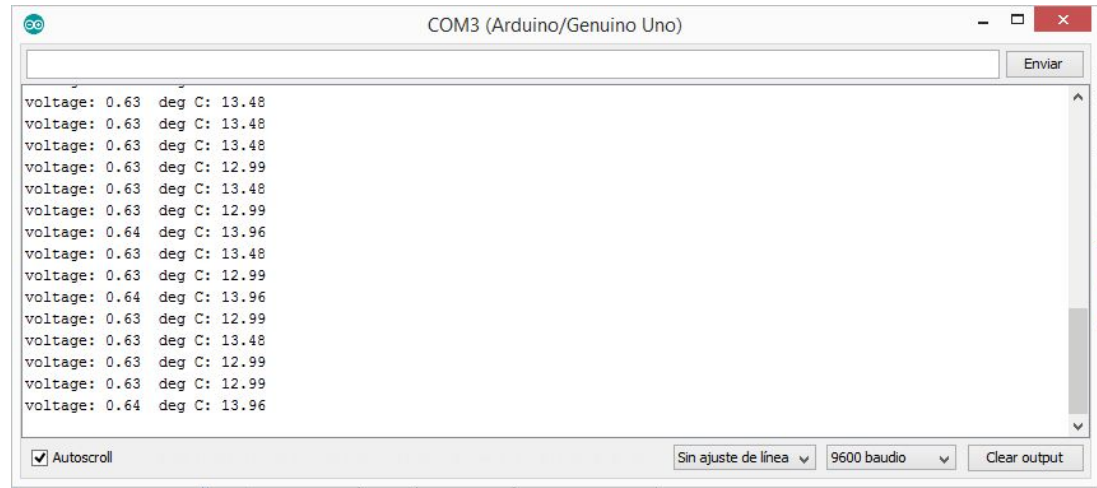 COM3 (Arduino/Genuino Uno)
Enviar
voltage: 0.63  deg C: 13.48
voltage: 0.63  deg C: 13.48
voltage: 0.63  deg C: 13.48
voltage: 0.63  deg C: 12.99
voltage: 0.63  deg C: 13.48
voltage: 0.63  deg C: 12.99
voltage: 0.64  deg C: 13.96
voltage: 0.63  deg C: 13.48
voltage: 0.63  deg C: 12.99
voltage: 0.64  deg C: 13.96
voltage: 0.63  deg C: 12.99
voltage: 0.63  deg C: 13.48
voltage: 0.63  deg C: 12.99
voltage: 0.63  deg C: 12.99
voltage: 0.64  deg C: 13.96
Autoscroll
Sin ajuste de línea
9600 baudio
Clear output